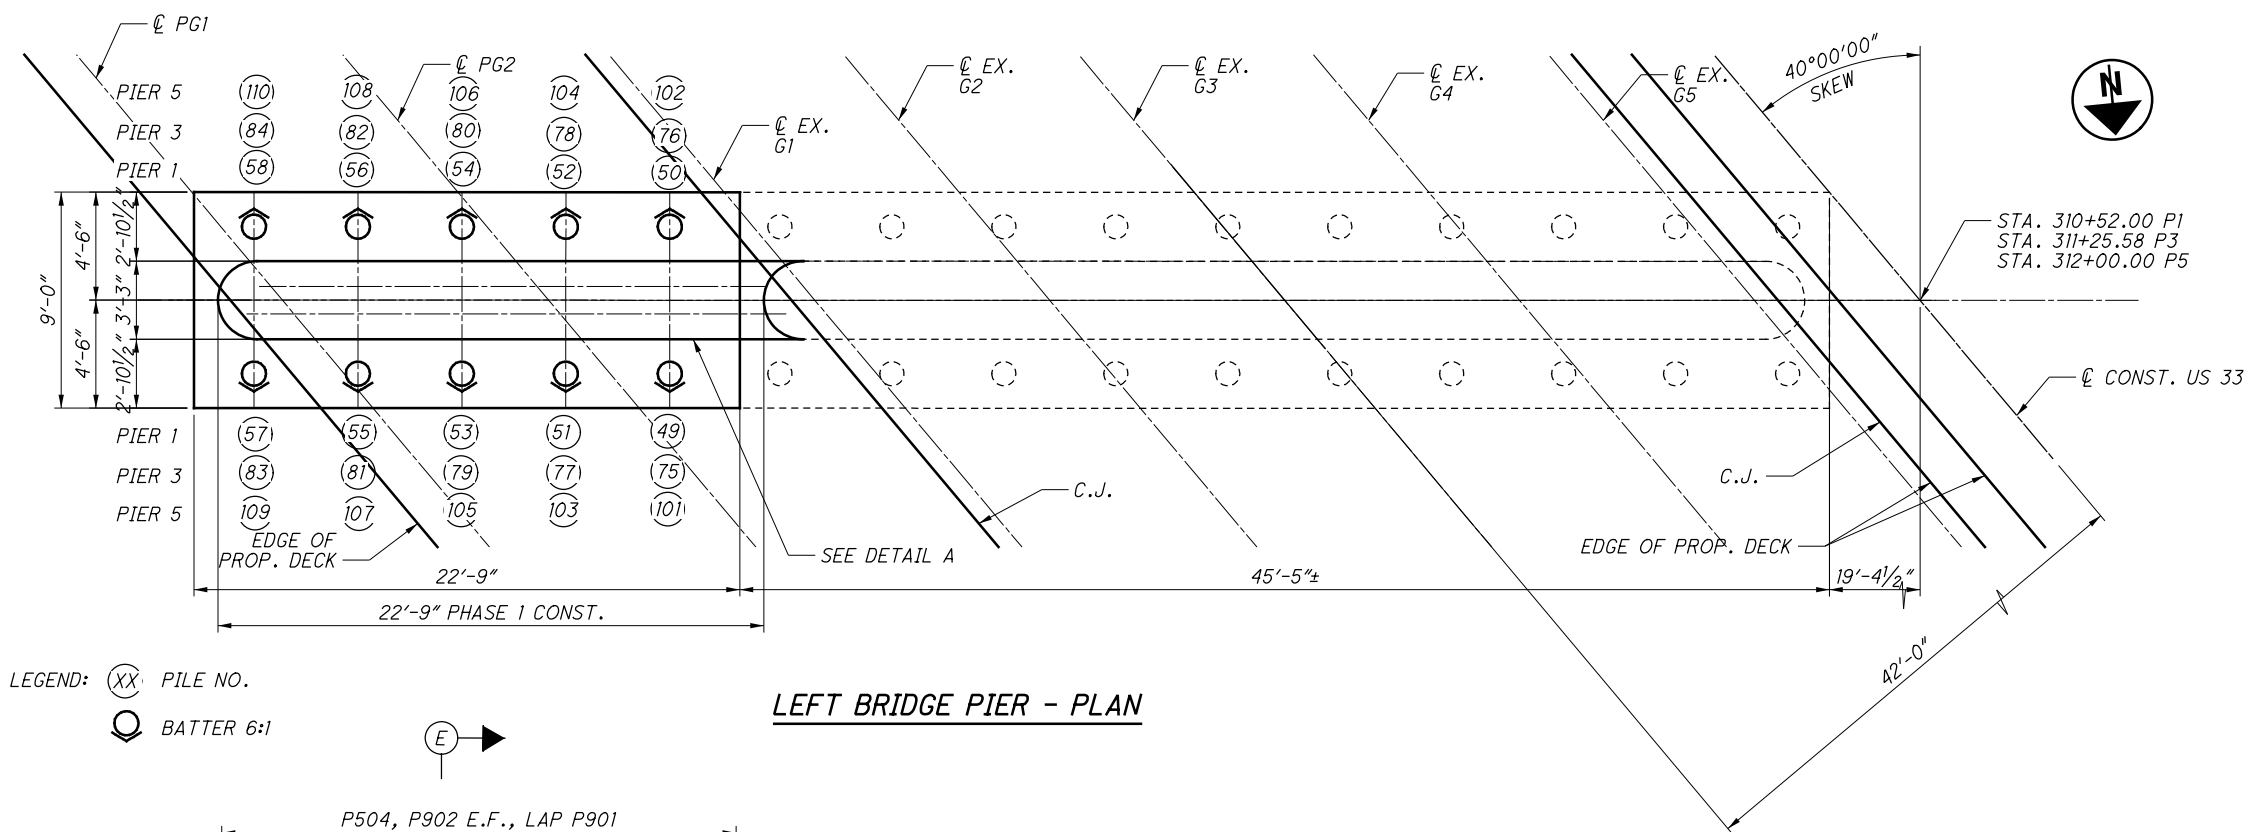 ℄ PG1
℄ PG2
℄ EX.
G1
℄ EX.
G2
℄ EX.
G3
℄ EX.
G4
℄ EX.
G5
40°00'00"
SKEW
N
PIER 5 110 108 106 104 102
PIER 3 84 82 80 78 76
PIER 1 58 56 54 52 50
9'-0"
4'-6"
4'-6"
2'-10½"
3'-3"
2'-10½"
STA. 310+52.00 P1
STA. 311+25.58 P3
STA. 312+00.00 P5
℄ CONST. US 33
PIER 1 57 55 53 51 49
PIER 3 83 81 79 77 75
PIER 5 109 107 105 103 101
C.J.
C.J.
EDGE OF
PROP. DECK
SEE DETAIL A
EDGE OF PROP. DECK
22'-9"
45'-5"±
19'-4½"
22'-9" PHASE 1 CONST.
42'-0"
LEGEND: XX PILE NO.
BATTER 6:1
LEFT BRIDGE PIER - PLAN
E
P504, P902 E.F., LAP P901